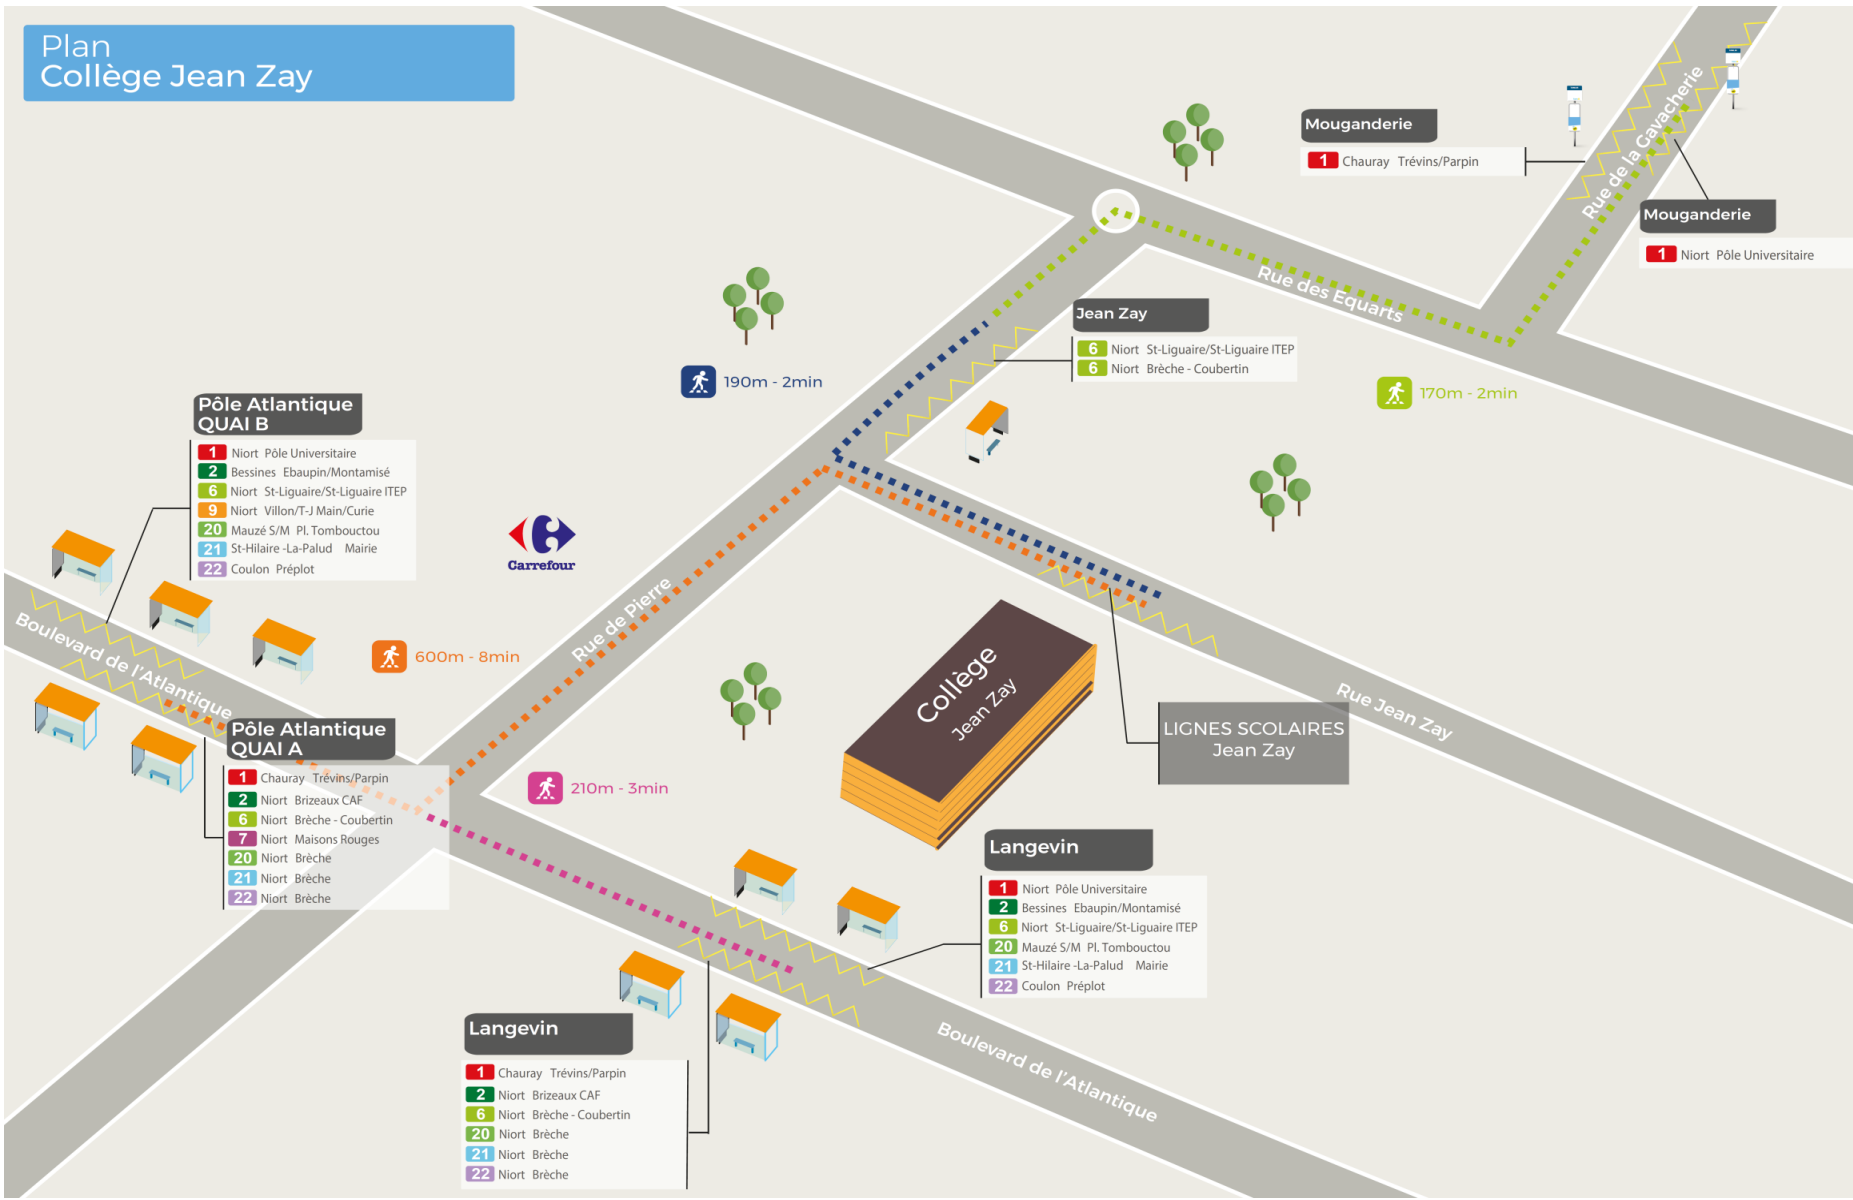 Plan
Collège Jean Zay
Mouganderie
1 Chauray Trévins/Parpin
Rue de la Gavacherie
Mouganderie
1 Niort Pôle Universitaire
Rue des Equarts
Jean Zay
6 Niort St-Liguaire/St-Liguaire ITEP
6 Niort Brèche - Coubertin
190m - 2min
170m - 2min
Pôle Atlantique
QUAI B
1 Niort Pôle Universitaire
2 Bessines Ebaupin/Montamisé
6 Niort St-Liguaire/St-Liguaire ITEP
9 Niort Villon/T-J Main/Curie
20 Mauzé S/M Pl. Tombouctou
21 St-Hilaire -La-Palud Mairie
22 Coulon Préplot
Carrefour
Rue de Pierre
Boulevard de l'Atlantique
600m - 8min
Collège
Jean Zay
Rue Jean Zay
LIGNES SCOLAIRES
Jean Zay
Pôle Atlantique
QUAI A
1 Chauray Trévins/Parpin
2 Niort Brizeaux CAF
6 Niort Brèche - Coubertin
7 Niort Maisons Rouges
20 Niort Brèche
21 Niort Brèche
22 Niort Brèche
210m - 3min
Langevin
1 Niort Pôle Universitaire
2 Bessines Ebaupin/Montamisé
6 Niort St-Liguaire/St-Liguaire ITEP
20 Mauzé S/M Pl. Tombouctou
21 St-Hilaire -La-Palud Mairie
22 Coulon Préplot
Langevin
1 Chauray Trévins/Parpin
2 Niort Brizeaux CAF
6 Niort Brèche - Coubertin
20 Niort Brèche
21 Niort Brèche
22 Niort Brèche
Boulevard de l'Atlantique